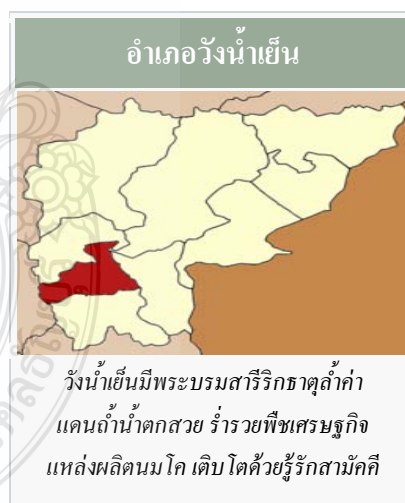 อำเภอวังน้ำเย็น
วังน้ำเย็นมีพระบรมสารีริกธาตุล้ำค่า
แดนถ้ำน้ำตกสวย ร่ำรวยพืชเศรษฐกิจ
แหล่งผลิตนมโค เติบโตด้วยรู้รักสามัคคี